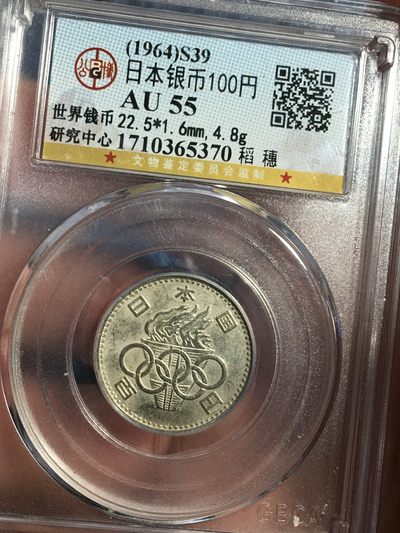 (1964)S39
日本银币100円
AU 55
世界钱币 22.5*1.6mm,4.8g
研究中心 1710365370 稻 穗
★ 文物鉴定委员会监制 ★
日本国
百円
GBCA